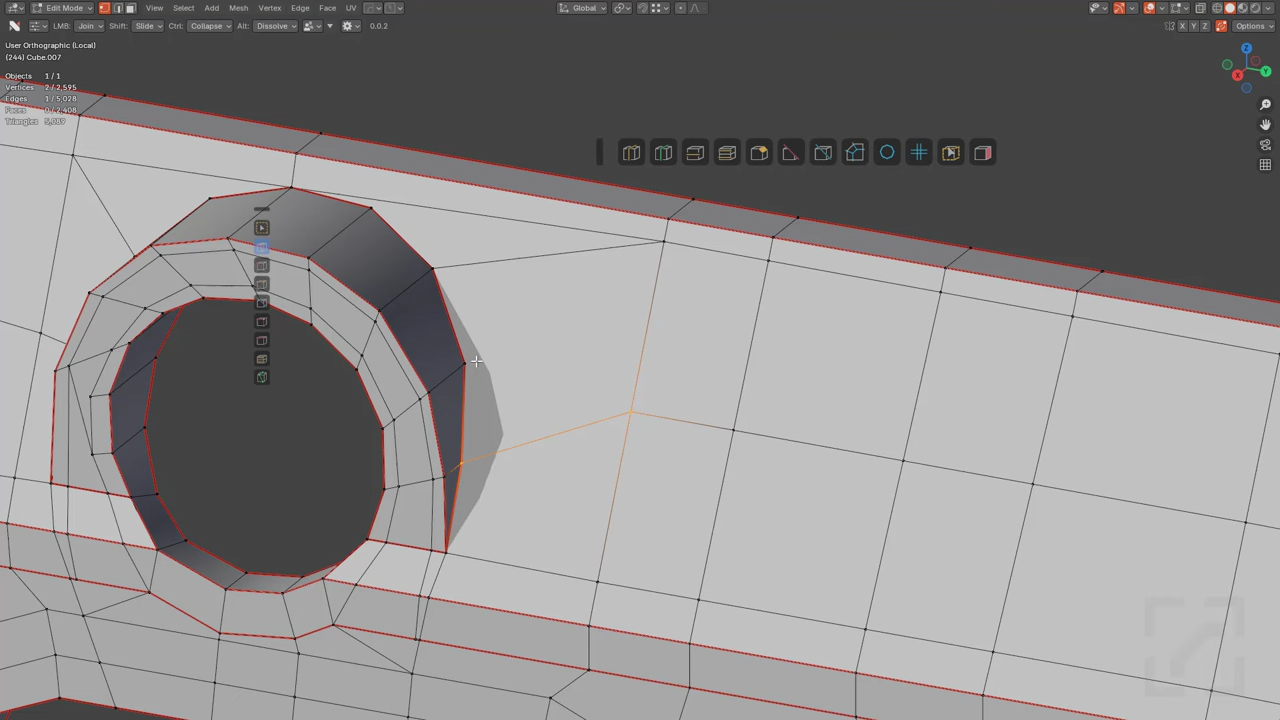 Edit Mode View Select Add Mesh Vertex Edge Face UV Global
LMB: Join Shift: Slide Ctrl: Collapse Alt: Dissolve 0.0.2 X Y Z Options
User Orthographic (Local)
(244) Cube.007
Objects 1 / 1
Vertices 2 / 2,595
Edges 1 / 5,028
Faces 0 / 2,408
Triangles 5,089
Z
Y
X